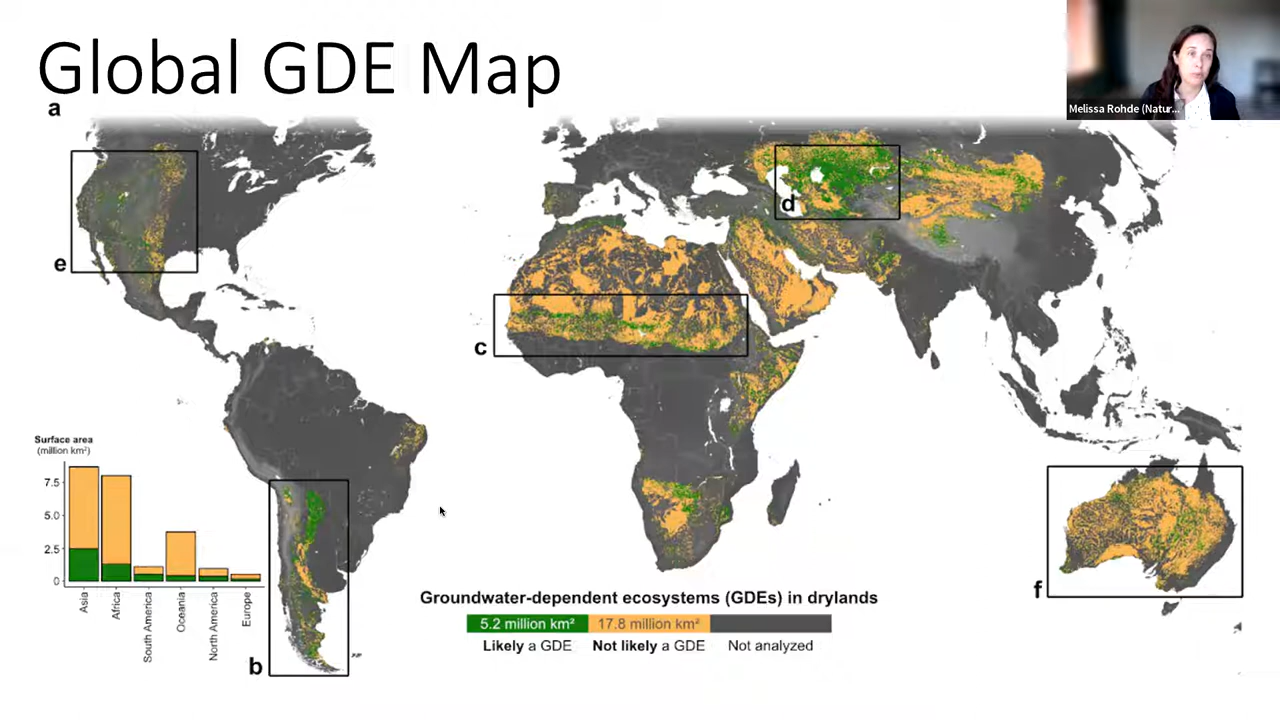 Global GDE Map
Melissa Rohde (Natur...
a
e
d
c
Surface area
(million km²)
7.5
5.0
2.5
0
Asia
Africa
South America
Oceania
North America
Europe
b
f
Groundwater-dependent ecosystems (GDEs) in drylands
5.2 million km² 17.8 million km²
Likely a GDE Not likely a GDE Not analyzed